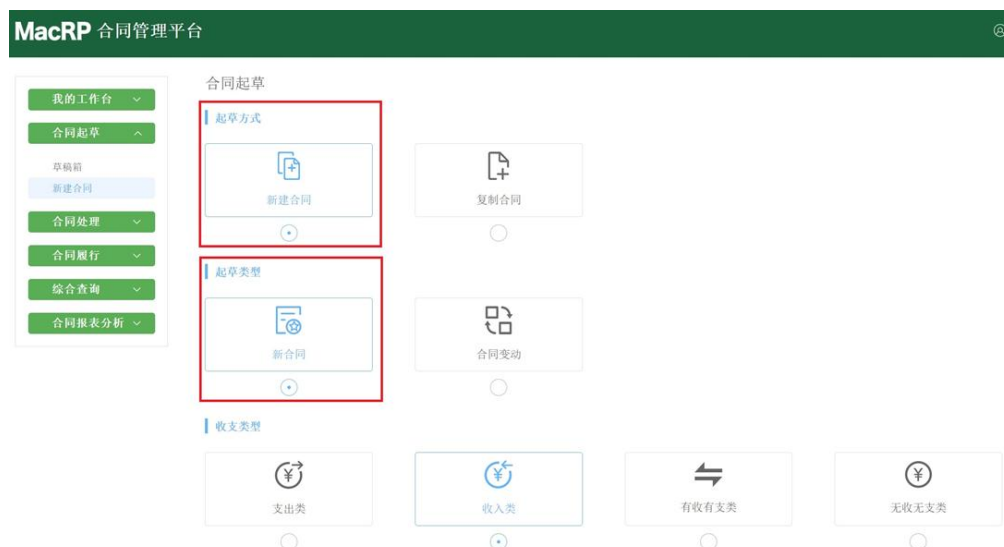 MacRP 合同管理平台
我的工作台
合同起草
草稿箱
新建合同
合同处理
合同履行
综合查询
合同报表分析
合同起草
起草方式
新建合同
复制合同
起草类型
新合同
合同变动
收支类型
支出类
收入类
有收有支类
无收无支类